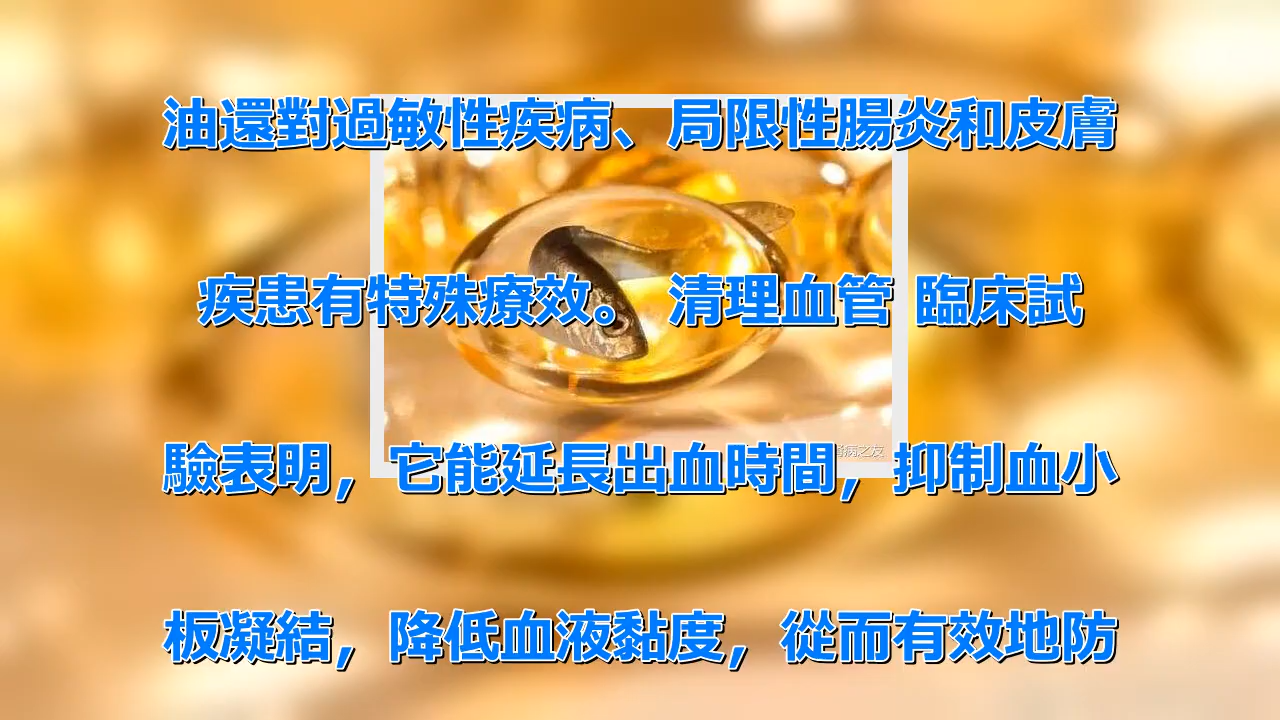 油還對過敏性疾病、局限性腸炎和皮膚
疾患有特殊療效。 清理血管 臨床試
驗表明，它能延長出血時間，抑制血小
板凝結，降低血液黏度，從而有效地防
病之友